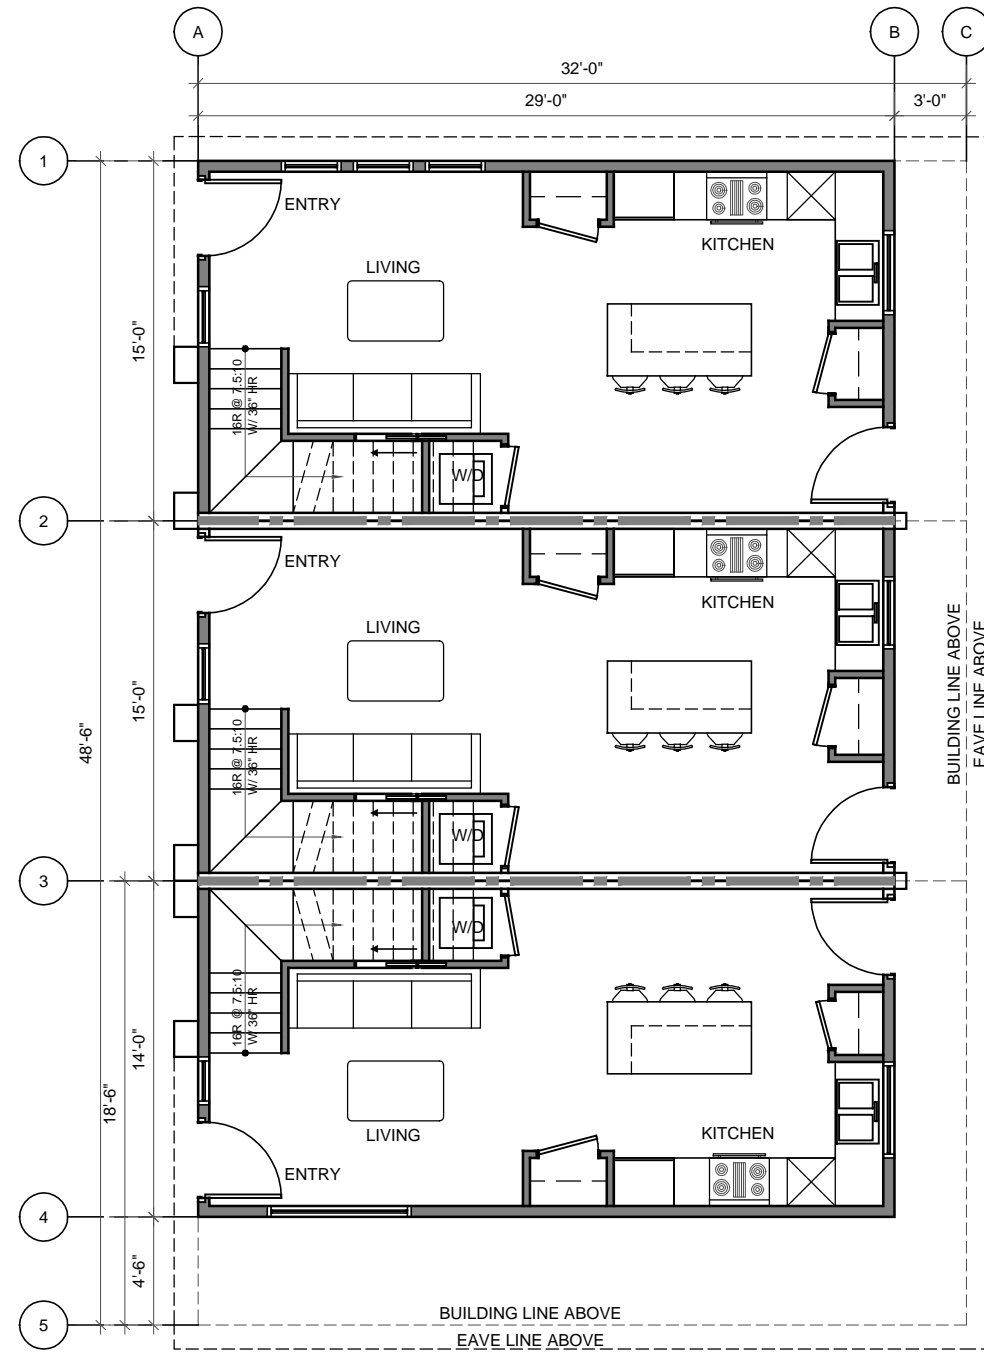 A
B
C
32'-0"
29'-0"
3'-0"
1
ENTRY
KITCHEN
LIVING
15'-0"
16R @ 7.5:10
W/ 36" HR
W/D
2
ENTRY
KITCHEN
LIVING
BUILDING LINE ABOVE
EAVE LINE ABOVE
15'-0"
48'-6"
16R @ 7.5:10
W/ 36" HR
W/D
3
W/D
16R @ 7.5:10
W/ 36" HR
14'-0"
18'-6"
LIVING
KITCHEN
ENTRY
4
4'-6"
BUILDING LINE ABOVE
5
EAVE LINE ABOVE